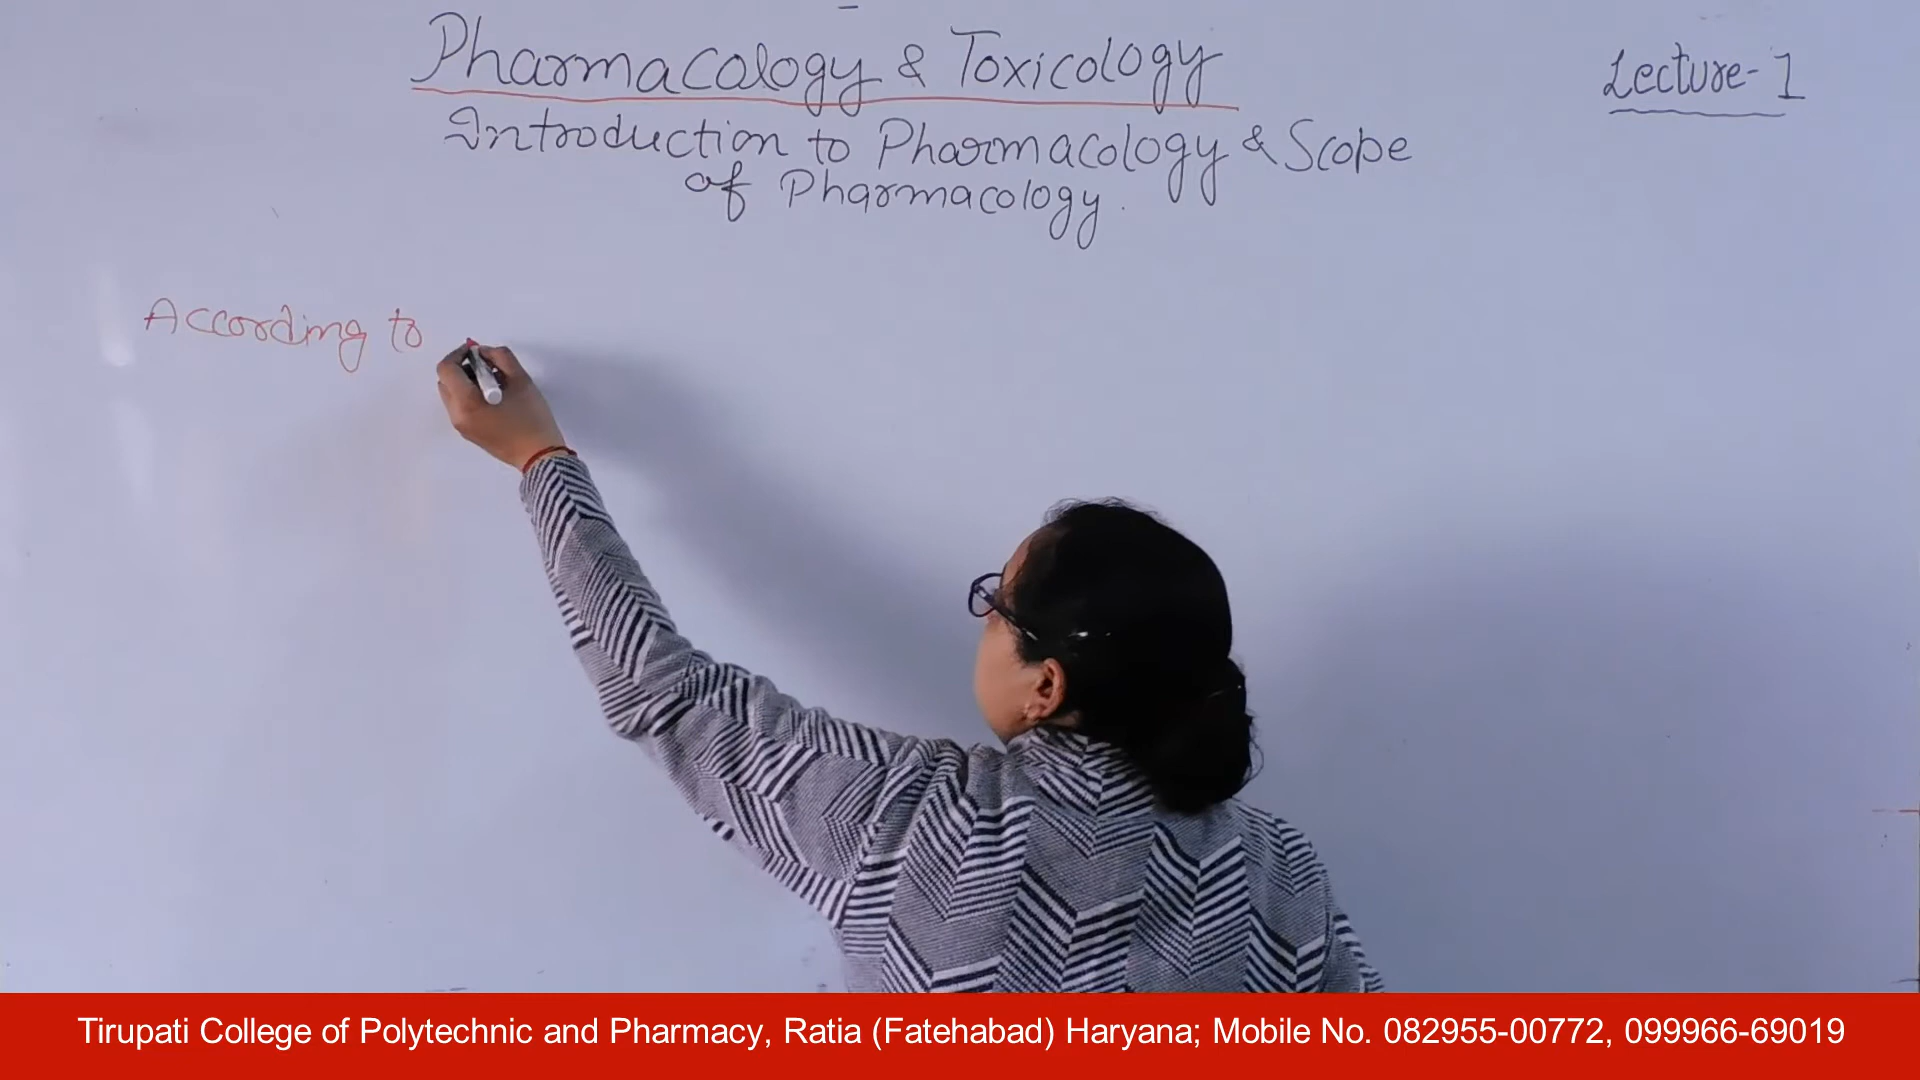 Pharmacology & Toxicology
Lecture-1
Introduction to Pharmacology & Scope
of Pharmacology.
According to
Tirupati College of Polytechnic and Pharmacy, Ratia (Fatehabad) Haryana; Mobile No. 082955-00772, 099966-69019